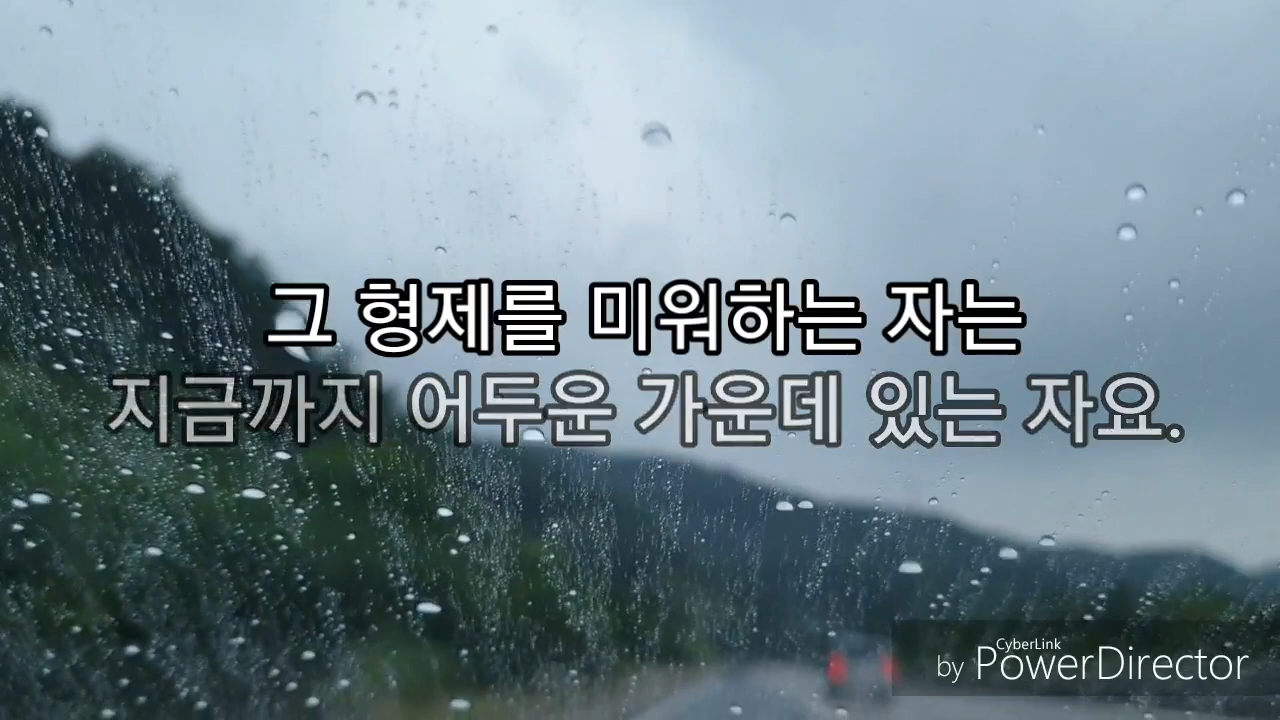 그 형제를 미워하는 자는
지금까지 어두운 가운데 있는 자요.
CyberLink
by PowerDirector